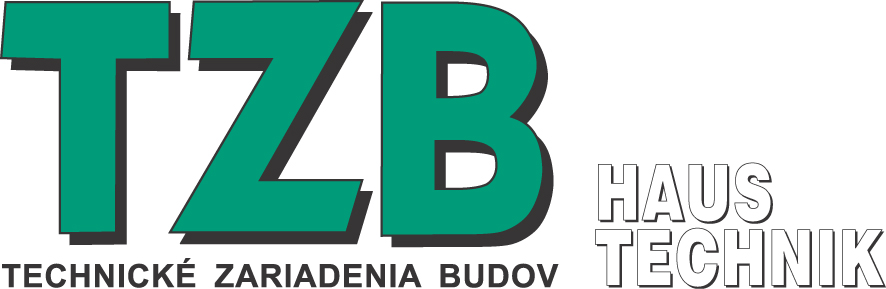 TZB
TECHNICKÉ ZARIADENIA BUDOV
HAUS
TECHNIK